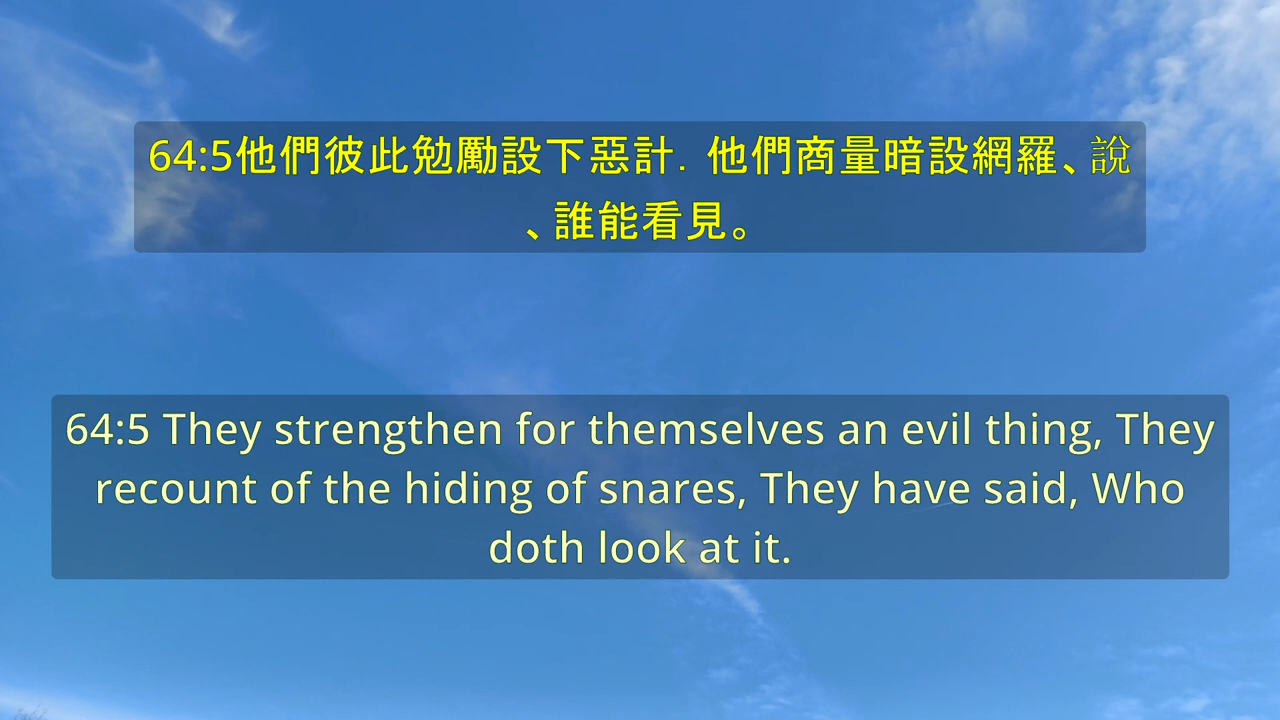 64:5他們彼此勉勵設下惡計．他們商量暗設網羅、說
、誰能看見。
64:5 They strengthen for themselves an evil thing, They
recount of the hiding of snares, They have said, Who
doth look at it.